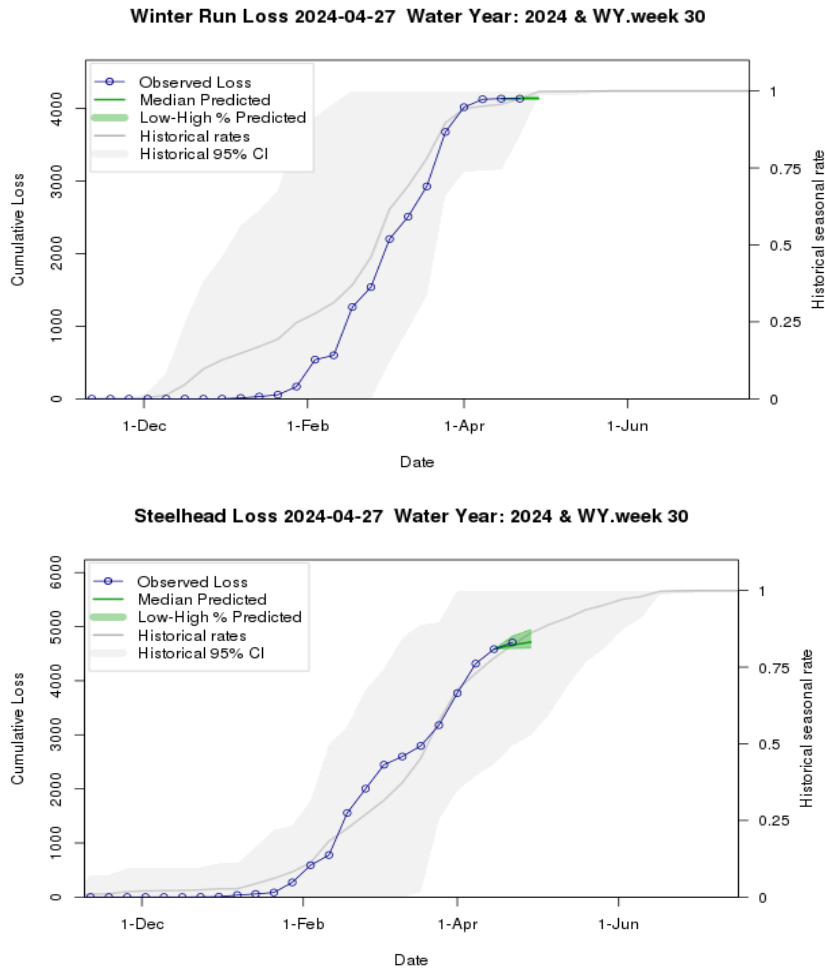 Winter Run Loss 2024-04-27 Water Year: 2024 & WY.week 30
Observed Loss
Median Predicted
Low-High % Predicted
Historical rates
Historical 95% CI
Cumulative Loss
0
1000
2000
3000
4000
Historical seasonal rate
1
0.75
0.5
0.25
0
1-Dec
1-Feb
1-Apr
1-Jun
Date
Steelhead Loss 2024-04-27 Water Year: 2024 & WY.week 30
Observed Loss
Median Predicted
Low-High % Predicted
Historical rates
Historical 95% CI
Cumulative Loss
0
1000
2000
3000
4000
5000
6000
Historical seasonal rate
1
0.75
0.5
0.25
0
1-Dec
1-Feb
1-Apr
1-Jun
Date